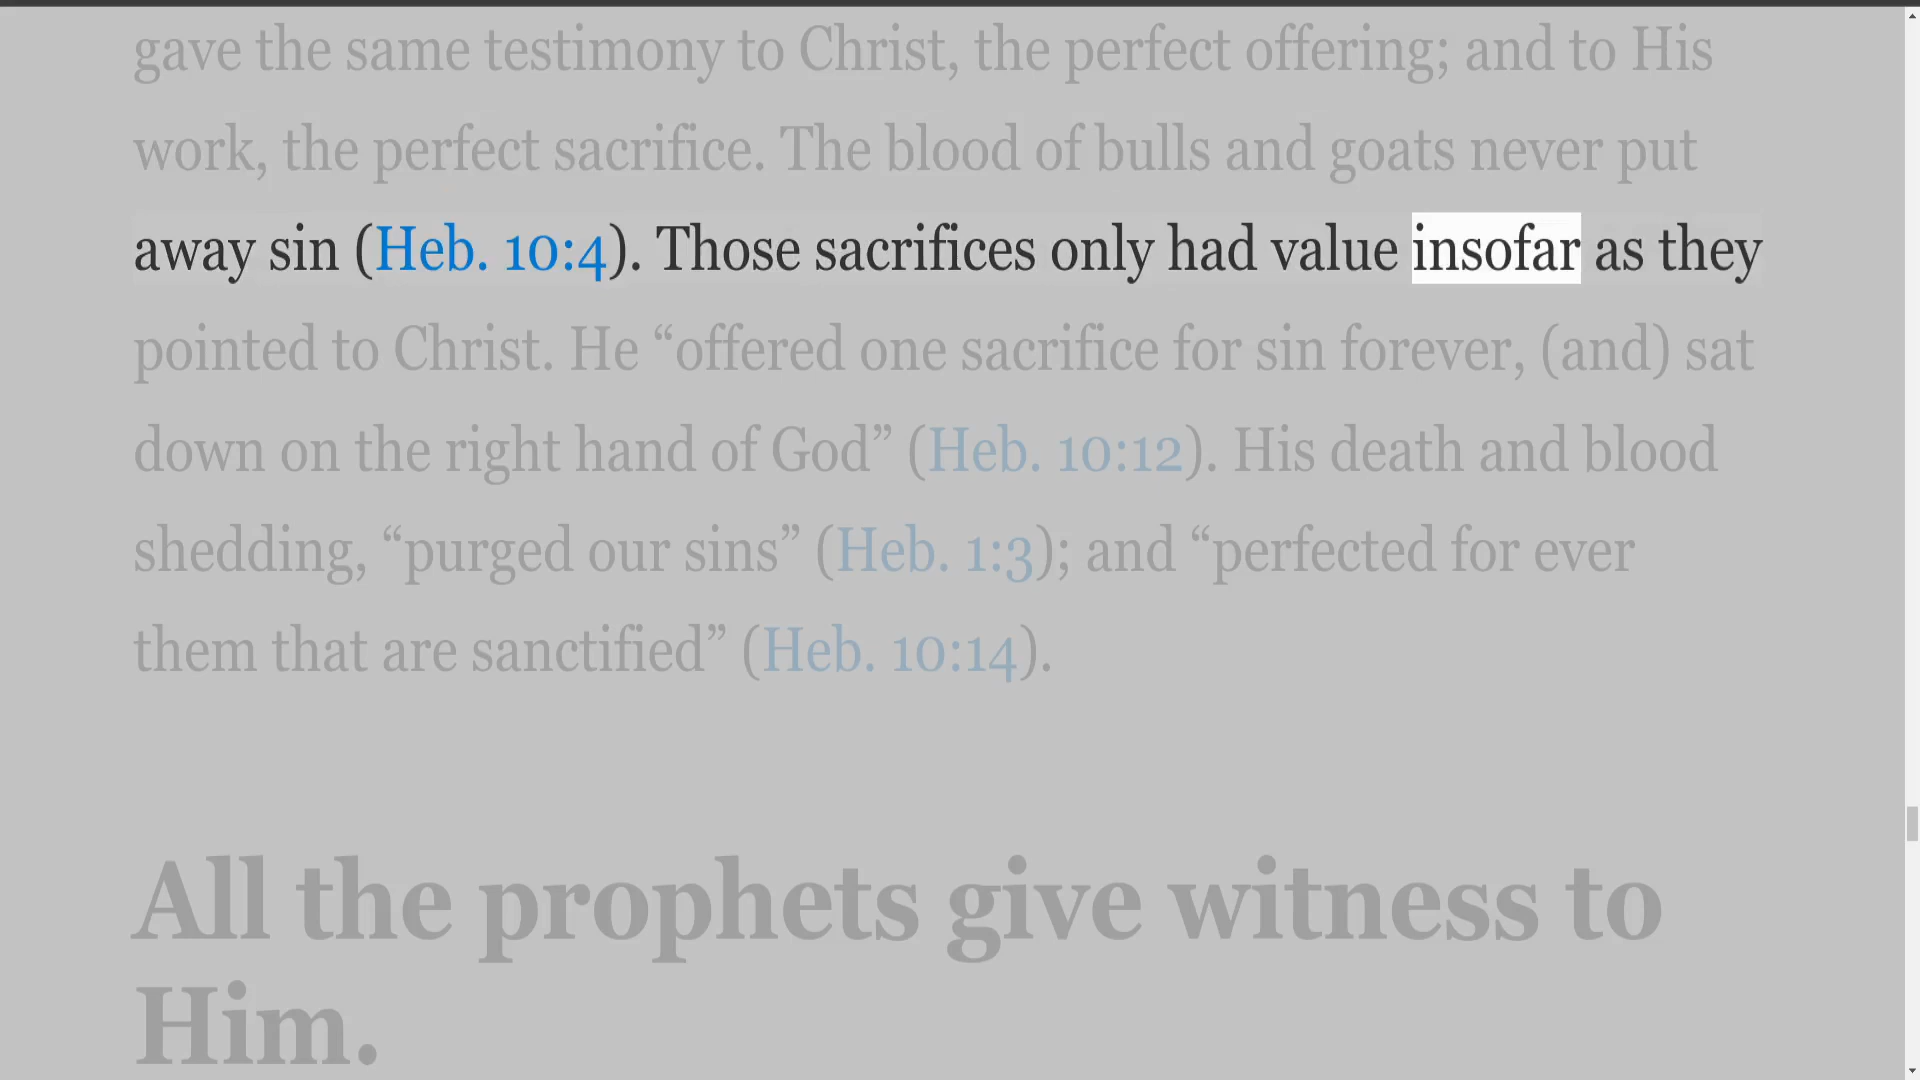 gave the same testimony to Christ, the perfect offering; and to His
work, the perfect sacrifice. The blood of bulls and goats never put
away sin (Heb. 10:4). Those sacrifices only had value insofar as they
pointed to Christ. He “offered one sacrifice for sin forever, (and) sat
down on the right hand of God” (Heb. 10:12). His death and blood
shedding, “purged our sins” (Heb. 1:3); and “perfected for ever
them that are sanctified” (Heb. 10:14).
All the prophets give witness to
Him.